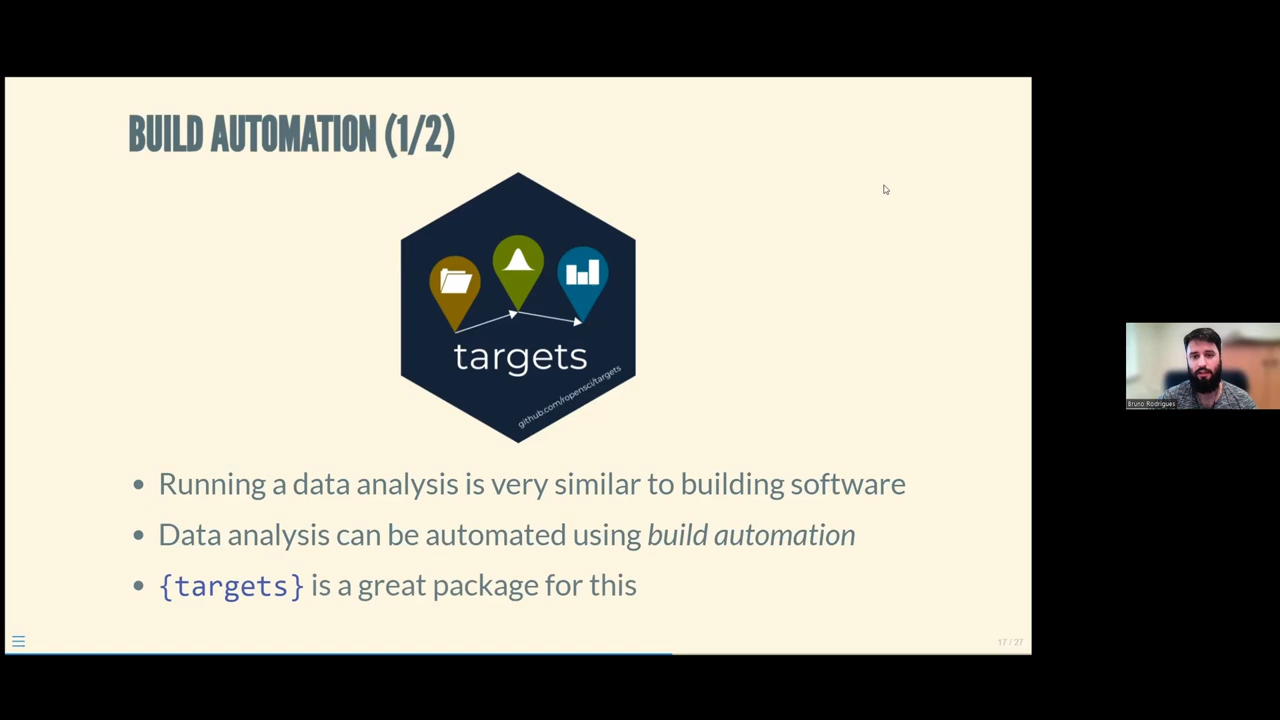 BUILD AUTOMATION (1/2)
targets
github.com/ropensci/targets
• Running a data analysis is very similar to building software
• Data analysis can be automated using build automation
• {targets} is a great package for this
17 / 27
Bruno Rodrigues